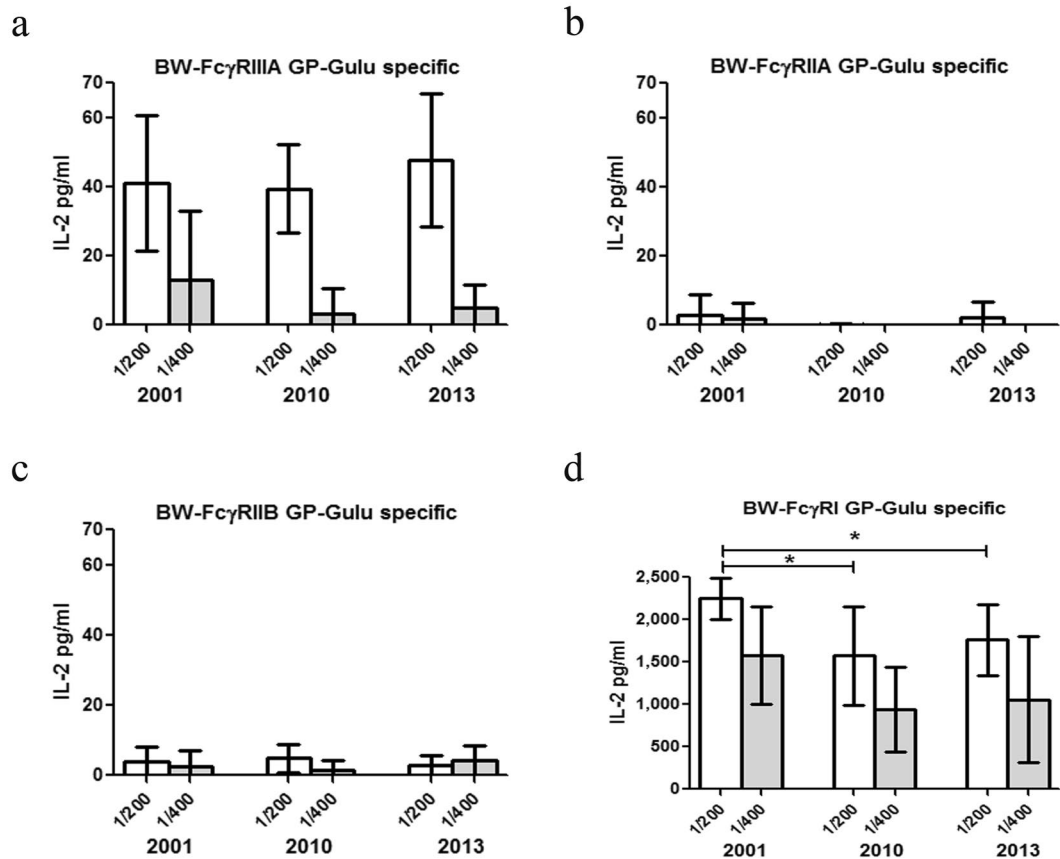 a
BW-FcγRIIIA GP-Gulu specific
IL-2 pg/ml
70
60
40
20
0
1/200 1/400 1/200 1/400 1/200 1/400
2001 2010 2013
b
BW-FcγRIIA GP-Gulu specific
IL-2 pg/ml
70
60
40
20
0
1/200 1/400 1/200 1/400 1/200 1/400
2001 2010 2013
c
BW-FcγRIIB GP-Gulu specific
IL-2 pg/ml
70
60
40
20
0
1/200 1/400 1/200 1/400 1/200 1/400
2001 2010 2013
d
BW-FcγRI GP-Gulu specific
*
*
IL-2 pg/ml
2,500
2,000
1,500
1,000
500
0
1/200 1/400 1/200 1/400 1/200 1/400
2001 2010 2013